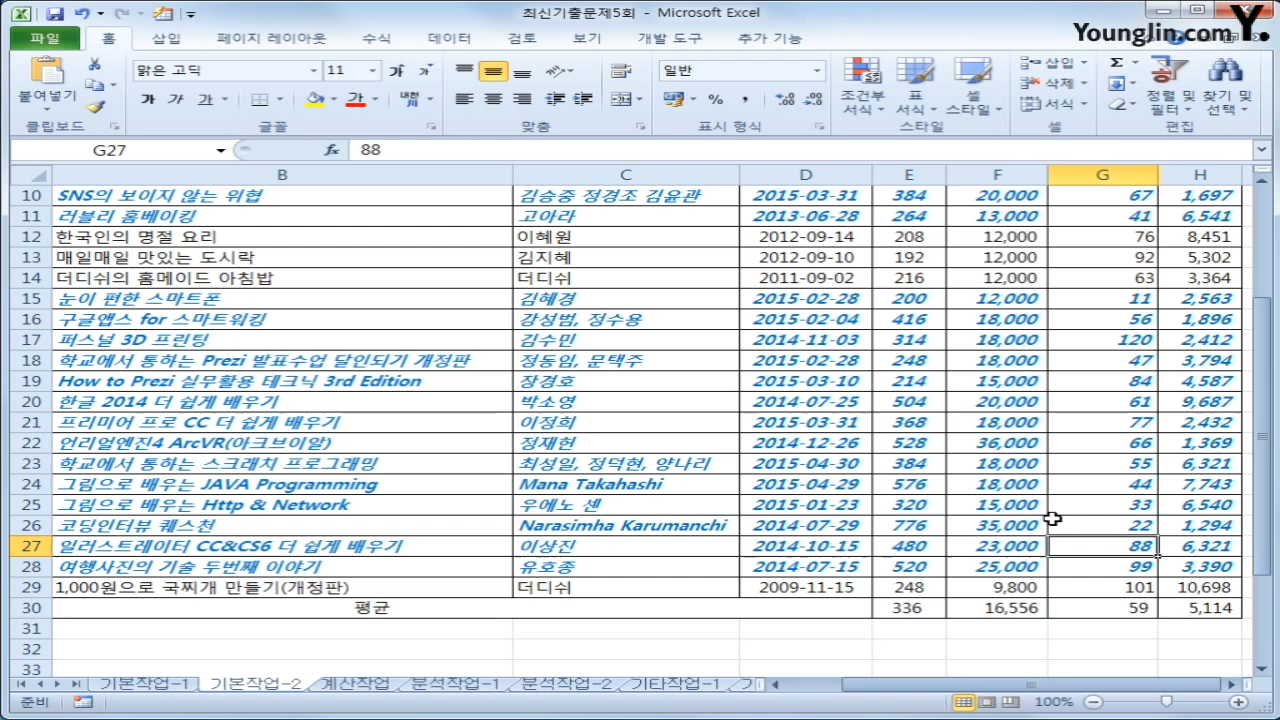 최신기출문제5회 - Microsoft Excel
Younglin.com Y.
파일 홈 삽입 페이지 레이아웃 수식 데이터 검토 보기 개발 도구 추가 기능
붙여넣기 맑은 고딕 11 가 가 일반 조건부 서식 표 서식 셀 스타일 삽입 삭제 서식 정렬 및 필터 찾기 및 선택
가 가 가 가 내천 % ,
클립보드 글꼴 맞춤 표시 형식 스타일 셀 편집
G27 fx 88
B C D E F G H
10 SNS의 보이지 않는 위협 김승중 정경조 김윤관 2015-03-31 384 20,000 67 1,697
11 러블리 홈베이킹 고아라 2013-06-28 264 13,000 41 6,541
12 한국인의 명절 요리 이혜원 2012-09-14 208 12,000 76 8,451
13 매일매일 맛있는 도시락 김지혜 2012-09-10 192 12,000 92 5,302
14 더디쉬의 홈메이드 아침밥 더디쉬 2011-09-02 216 12,000 63 3,364
15 눈이 편한 스마트폰 김혜경 2015-02-28 200 12,000 11 2,563
16 구글앱스 for 스마트워킹 강성범, 정수용 2015-02-04 416 18,000 56 1,896
17 퍼스널 3D 프린팅 김수민 2014-11-03 314 18,000 120 2,412
18 학교에서 통하는 Prezi 발표수업 달인되기 개정판 정동임, 문택주 2015-02-28 248 18,000 47 3,794
19 How to Prezi 실무활용 테크닉 3rd Edition 장경호 2015-03-10 214 15,000 84 4,587
20 한글 2014 더 쉽게 배우기 박소영 2014-07-25 504 20,000 61 9,687
21 프리미어 프로 CC 더 쉽게 배우기 이정희 2015-03-31 368 18,000 77 2,432
22 언리얼엔진4 ArcVR(아크브이알) 정재헌 2014-12-26 528 36,000 66 1,369
23 학교에서 통하는 스크래치 프로그래밍 최성일, 정덕현, 양나리 2015-04-30 384 18,000 55 6,321
24 그림으로 배우는 JAVA Programming Mana Takahashi 2015-04-29 576 18,000 44 7,743
25 그림으로 배우는 Http & Network 우에노 센 2015-01-23 320 15,000 33 6,540
26 코딩인터뷰 퀘스천 Narasimha Karumanchi 2014-07-29 776 35,000 22 1,294
27 일러스트레이터 CC&CS6 더 쉽게 배우기 이상진 2014-10-15 480 23,000 88 6,321
28 여행사진의 기술 두번째 이야기 유호종 2014-07-15 520 25,000 99 3,390
29 1,000원으로 국찌개 만들기(개정판) 더디쉬 2009-11-15 248 9,800 101 10,698
30 평균 336 16,556 59 5,114
31
32
33
기본작업-1 기본작업-2 계산작업 분석작업-1 분석작업-2 기타작업-1
준비 100%